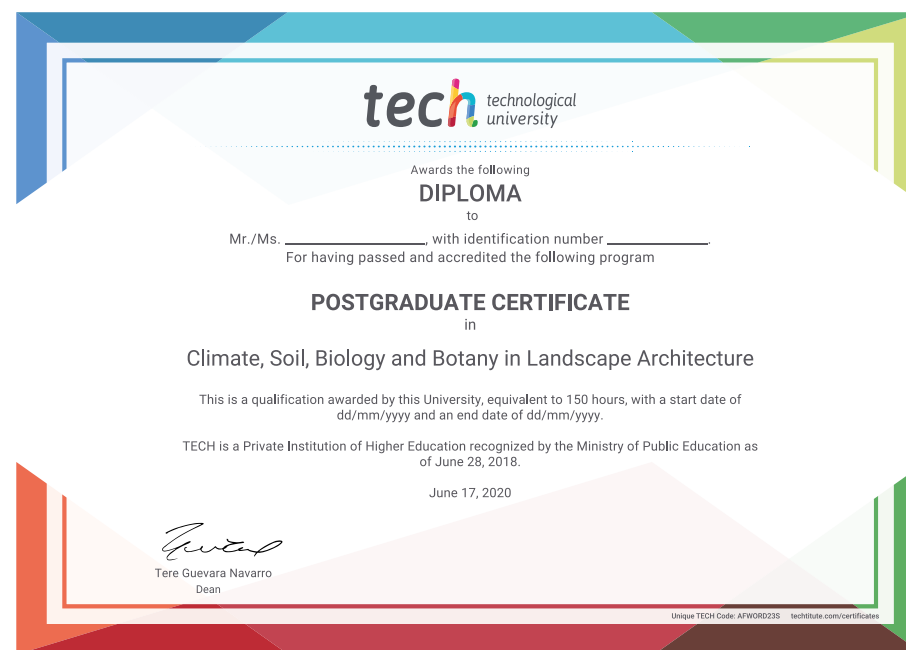 tech technological
university
Awards the following
DIPLOMA
to
Mr./Ms. ____________________, with identification number ______________.
For having passed and accredited the following program
POSTGRADUATE CERTIFICATE
in
Climate, Soil, Biology and Botany in Landscape Architecture
This is a qualification awarded by this University, equivalent to 150 hours, with a start date of
dd/mm/yyyy and an end date of dd/mm/yyyy.
TECH is a Private Institution of Higher Education recognized by the Ministry of Public Education as
of June 28, 2018.
June 17, 2020
Tere Guevara Navarro
Dean
Unique TECH Code: AFWORD23S techtitute.com/certificates